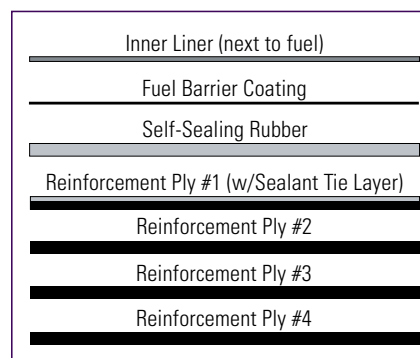 Inner Liner (next to fuel)
Fuel Barrier Coating
Self-Sealing Rubber
Reinforcement Ply #1 (w/Sealant Tie Layer)
Reinforcement Ply #2
Reinforcement Ply #3
Reinforcement Ply #4